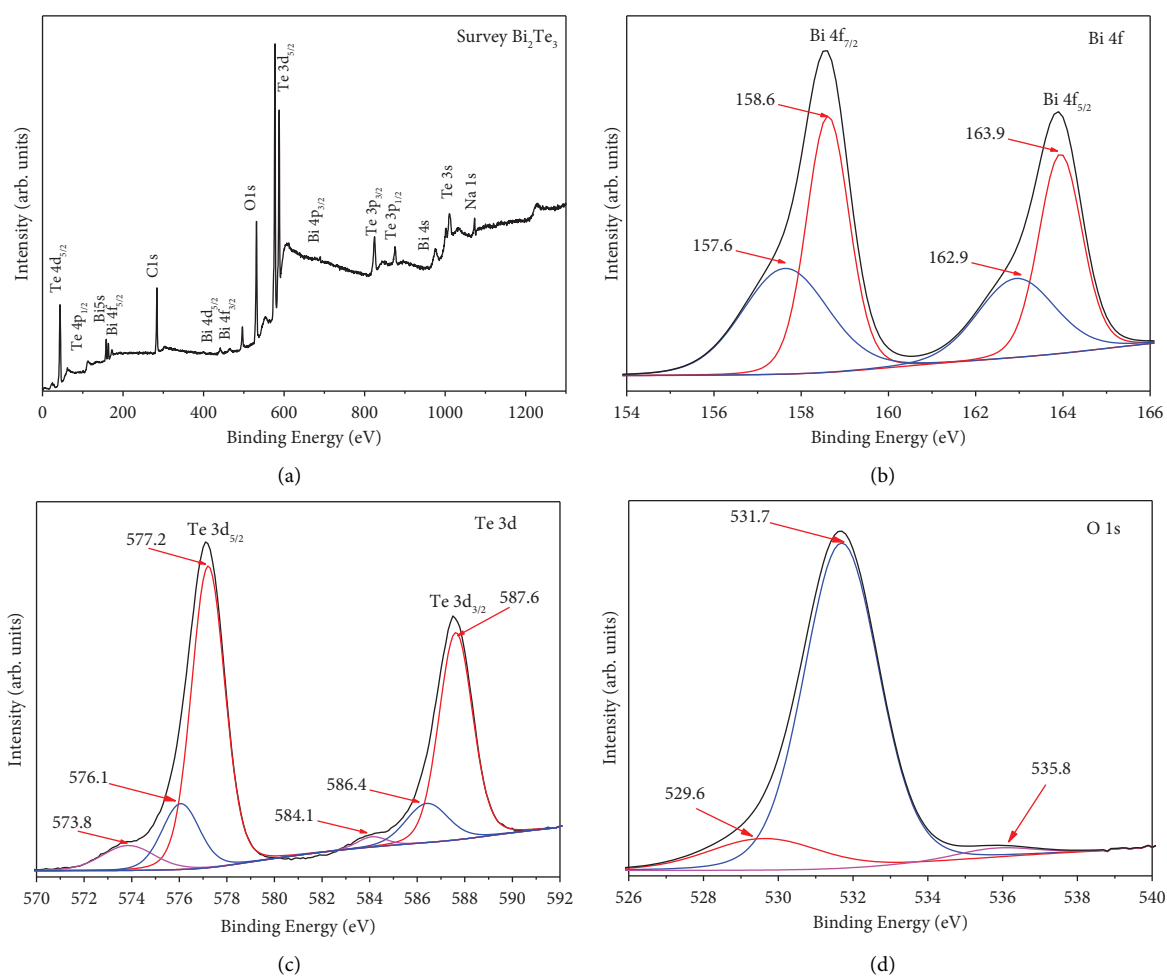 Survey Bi₂Te₃
Te 4d₅/₂
Te 4p₁/₂
Bi5s
Bi 4f₅/₂
C1s
Bi 4d₅/₂
Bi 4f₃/₂
O1s
Te 3d₅/₂
Bi 4p₃/₂
Te 3p₃/₂
Te 3p₁/₂
Bi 4s
Te 3s
Na 1s
Intensity (arb. units)
0 200 400 600 800 1000 1200
Binding Energy (eV)
(a)
Bi 4f
Bi 4f₇/₂
Bi 4f₅/₂
158.6
163.9
157.6
162.9
Intensity (arb. units)
154 156 158 160 162 164 166
Binding Energy (eV)
(b)
Te 3d
Te 3d₅/₂
577.2
Te 3d₃/₂
587.6
576.1
586.4
573.8
584.1
Intensity (arb. units)
570 572 574 576 578 580 582 584 586 588 590 592
Binding Energy (eV)
(c)
O 1s
531.7
529.6
535.8
Intensity (arb. units)
526 528 530 532 534 536 538 540
Binding Energy (eV)
(d)